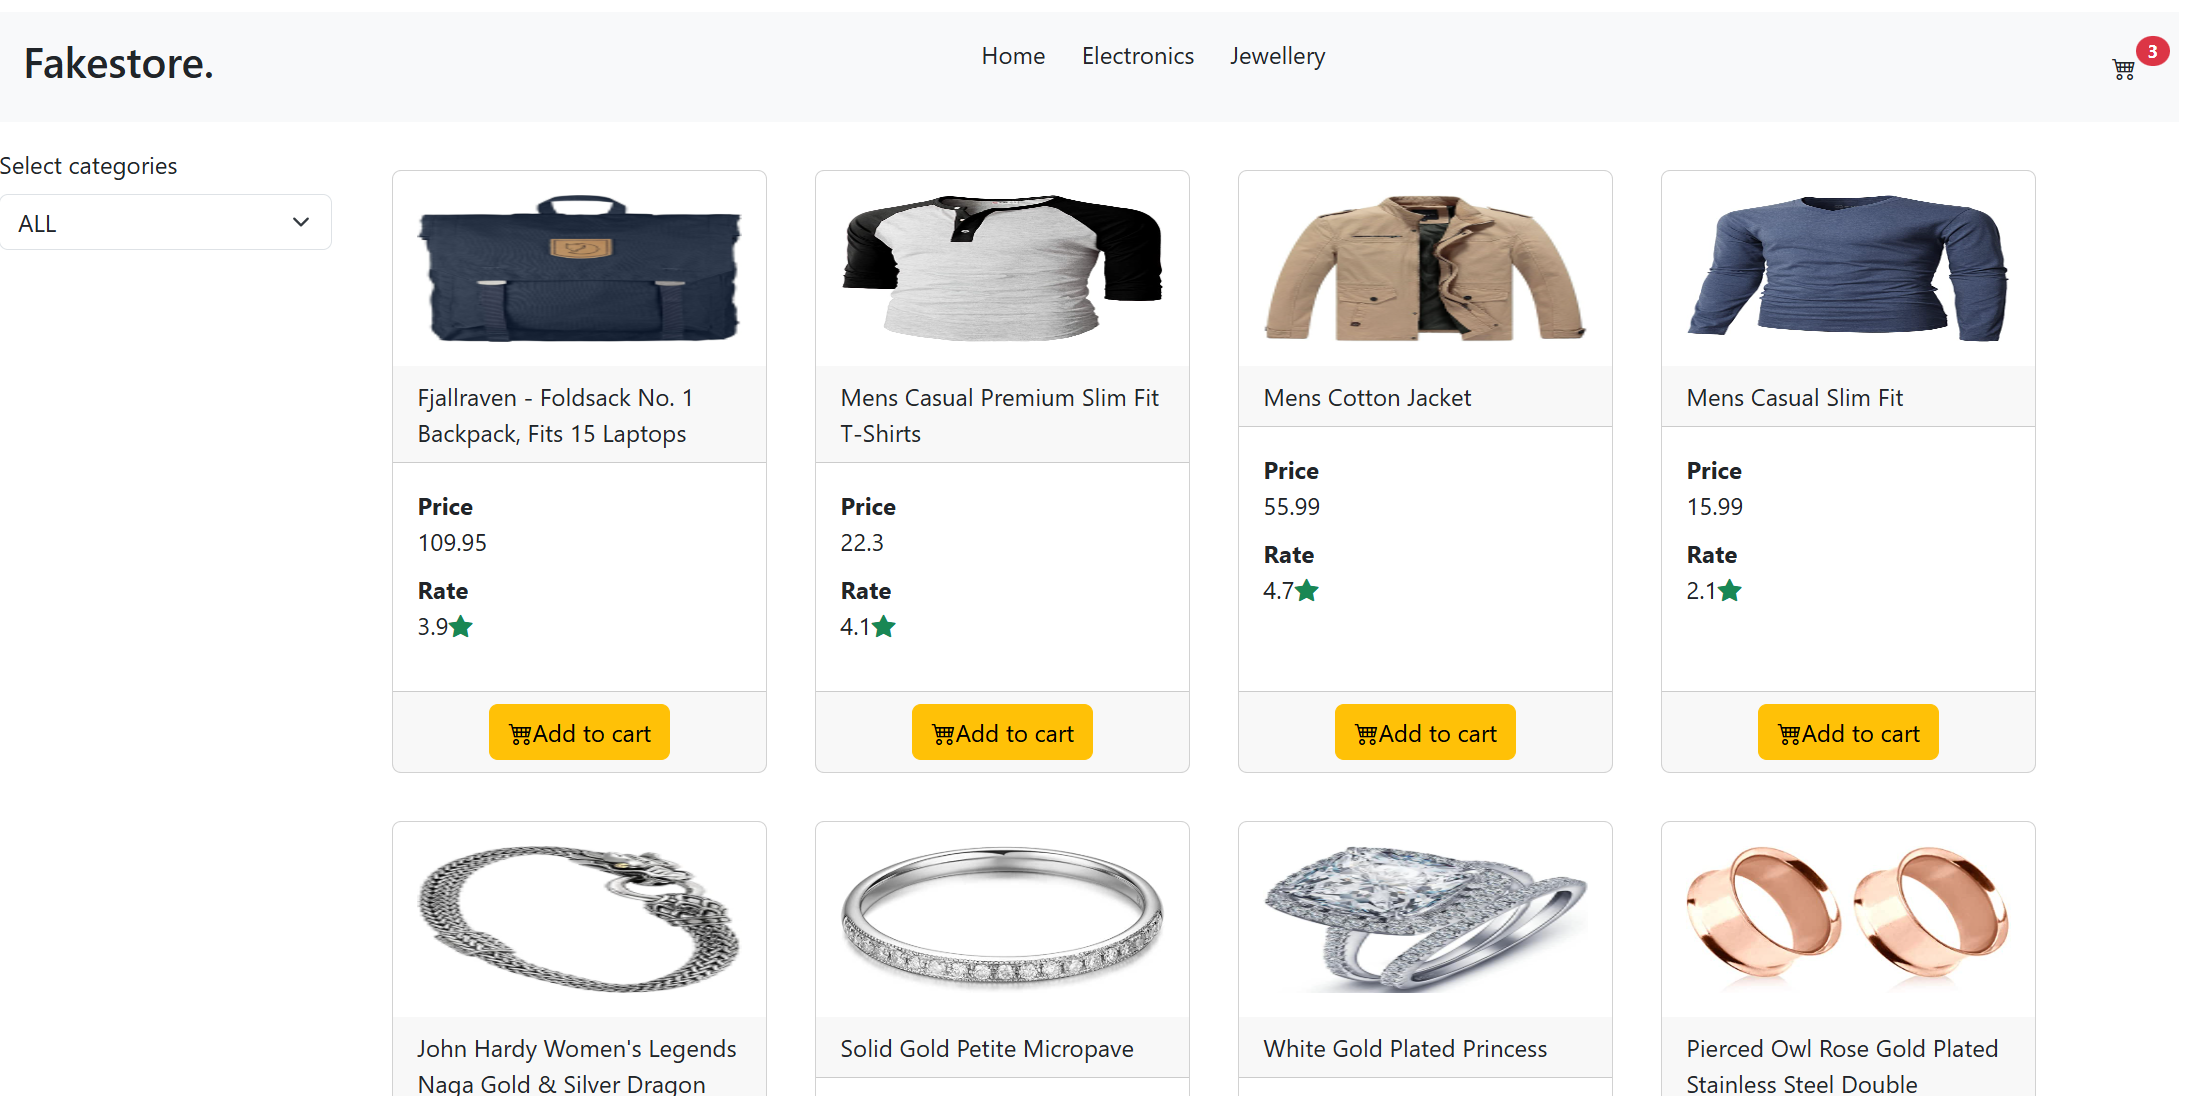 Fakestore.
Home Electronics Jewellery
3
Select categories
ALL
Fjallraven - Foldsack No. 1
Backpack, Fits 15 Laptops
Price
109.95
Rate
3.9
Add to cart
Mens Casual Premium Slim Fit
T-Shirts
Price
22.3
Rate
4.1
Add to cart
Mens Cotton Jacket
Price
55.99
Rate
4.7
Add to cart
Mens Casual Slim Fit
Price
15.99
Rate
2.1
Add to cart
John Hardy Women's Legends
Naga Gold & Silver Dragon
Solid Gold Petite Micropave
White Gold Plated Princess
Pierced Owl Rose Gold Plated
Stainless Steel Double